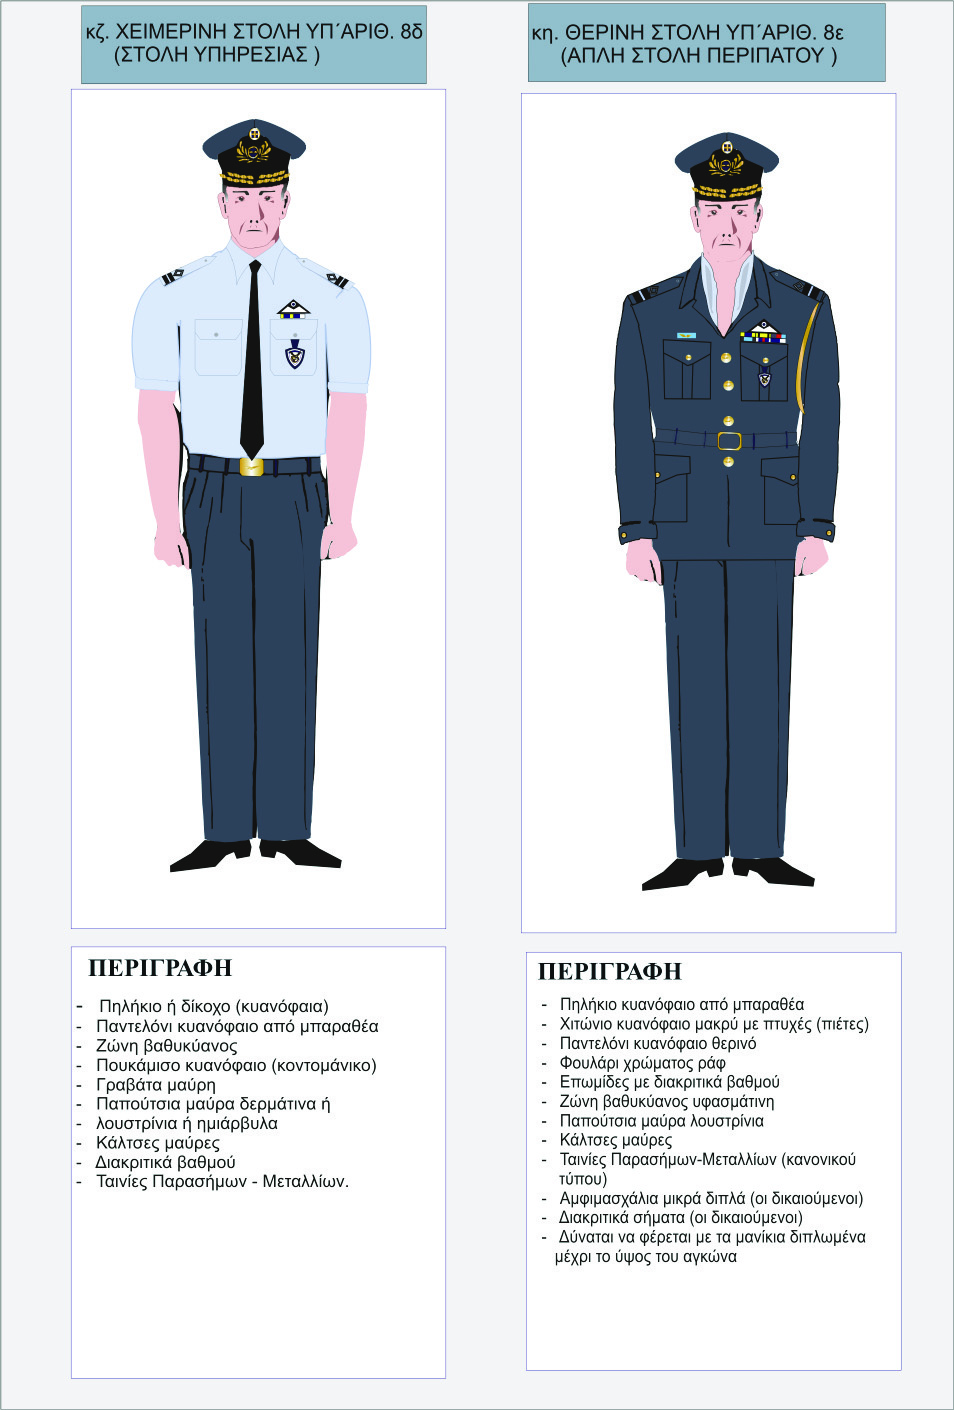 κζ. ΧΕΙΜΕΡΙΝΗ ΣΤΟΛΗ ΥΠ΄ΑΡΙΘ. 8δ
(ΣΤΟΛΗ ΥΠΗΡΕΣΙΑΣ )
ΠΕΡΙΓΡΑΦΗ
- Πηλήκιο ή δίκοχο (κυανόφαια)
- Παντελόνι κυανόφαιο από μπαραθέα
- Ζώνη βαθυκύανος
- Πουκάμισο κυανόφαιο (κοντομάνικο)
- Γραβάτα μαύρη
- Παπούτσια μαύρα δερμάτινα ή
- λουστρίνια ή ημιάρβυλα
- Κάλτσες μαύρες
- Διακριτικά βαθμού
- Ταινίες Παρασήμων - Μεταλλίων.
κη. ΘΕΡΙΝΗ ΣΤΟΛΗ ΥΠ΄ΑΡΙΘ. 8ε
(ΑΠΛΗ ΣΤΟΛΗ ΠΕΡΙΠΑΤΟΥ )
ΠΕΡΙΓΡΑΦΗ
- Πηλήκιο κυανόφαιο από μπαραθέα
- Χιτώνιο κυανόφαιο μακρύ με πτυχές (πιέτες)
- Παντελόνι κυανόφαιο θερινό
- Φουλάρι χρώματος ράφ
- Επωμίδες με διακριτικά βαθμού
- Ζώνη βαθυκύανος υφασμάτινη
- Παπούτσια μαύρα λουστρίνια
- Κάλτσες μαύρες
- Ταινίες Παρασήμων-Μεταλλίων (κανονικού
τύπου)
- Αμφιμασχάλια μικρά διπλά (οι δικαιούμενοι)
- Διακριτικά σήματα (οι δικαιούμενοι)
- Δύναται να φέρεται με τα μανίκια διπλωμένα
μέχρι το ύψος του αγκώνα